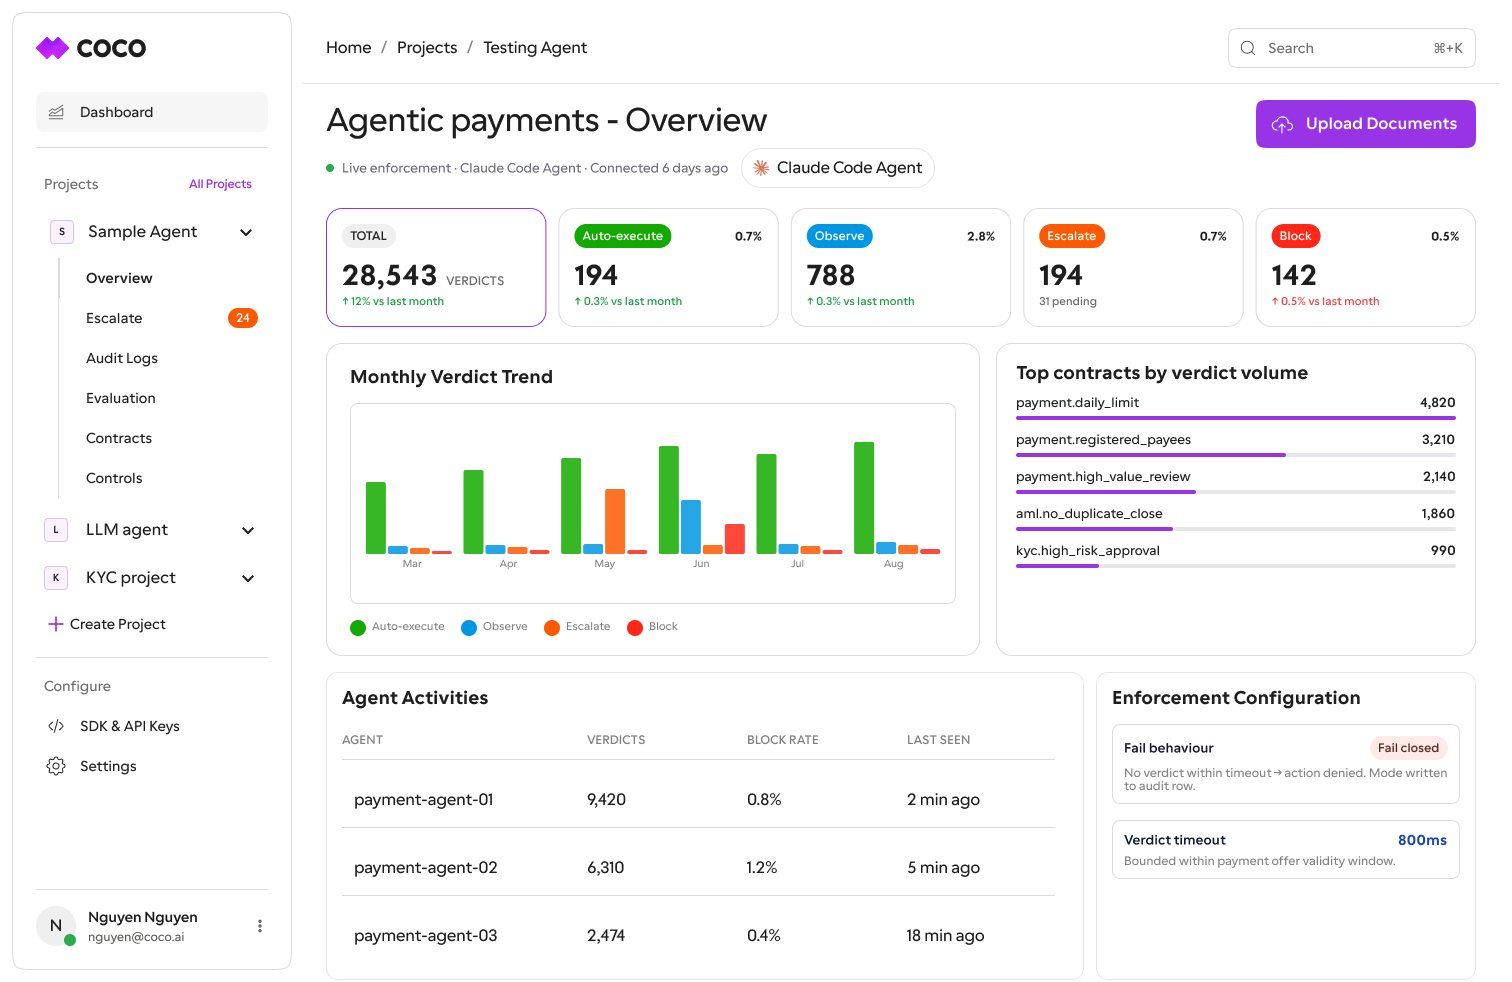 coco
Dashboard
Projects
All Projects
S
Sample Agent
Overview
Escalate
24
Audit Logs
Evaluation
Contracts
Controls
L
LLM agent
K
KYC project
Create Project
Configure
SDK & API Keys
Settings
N
Nguyen Nguyen
nguyen@coco.ai
Home / Projects / Testing Agent
Search
⌘+K
Agentic payments - Overview
Upload Documents
Live enforcement · Claude Code Agent · Connected 6 days ago
Claude Code Agent
TOTAL
28,543 VERDICTS
↑ 12% vs last month
Auto-execute
0.7%
194
↑ 0.3% vs last month
Observe
2.8%
788
↑ 0.3% vs last month
Escalate
0.7%
194
31 pending
Block
0.5%
142
↑ 0.5% vs last month
Monthly Verdict Trend
Mar
Apr
May
Jun
Jul
Aug
Auto-execute
Observe
Escalate
Block
Top contracts by verdict volume
payment.daily_limit
4,820
payment.registered_payees
3,210
payment.high_value_review
2,140
aml.no_duplicate_close
1,860
kyc.high_risk_approval
990
Agent Activities
AGENT VERDICTS BLOCK RATE LAST SEEN
payment-agent-01 9,420 0.8% 2 min ago
payment-agent-02 6,310 1.2% 5 min ago
payment-agent-03 2,474 0.4% 18 min ago
Enforcement Configuration
Fail behaviour
Fail closed
No verdict within timeout → action denied. Mode written
to audit row.
Verdict timeout
800ms
Bounded within payment offer validity window.